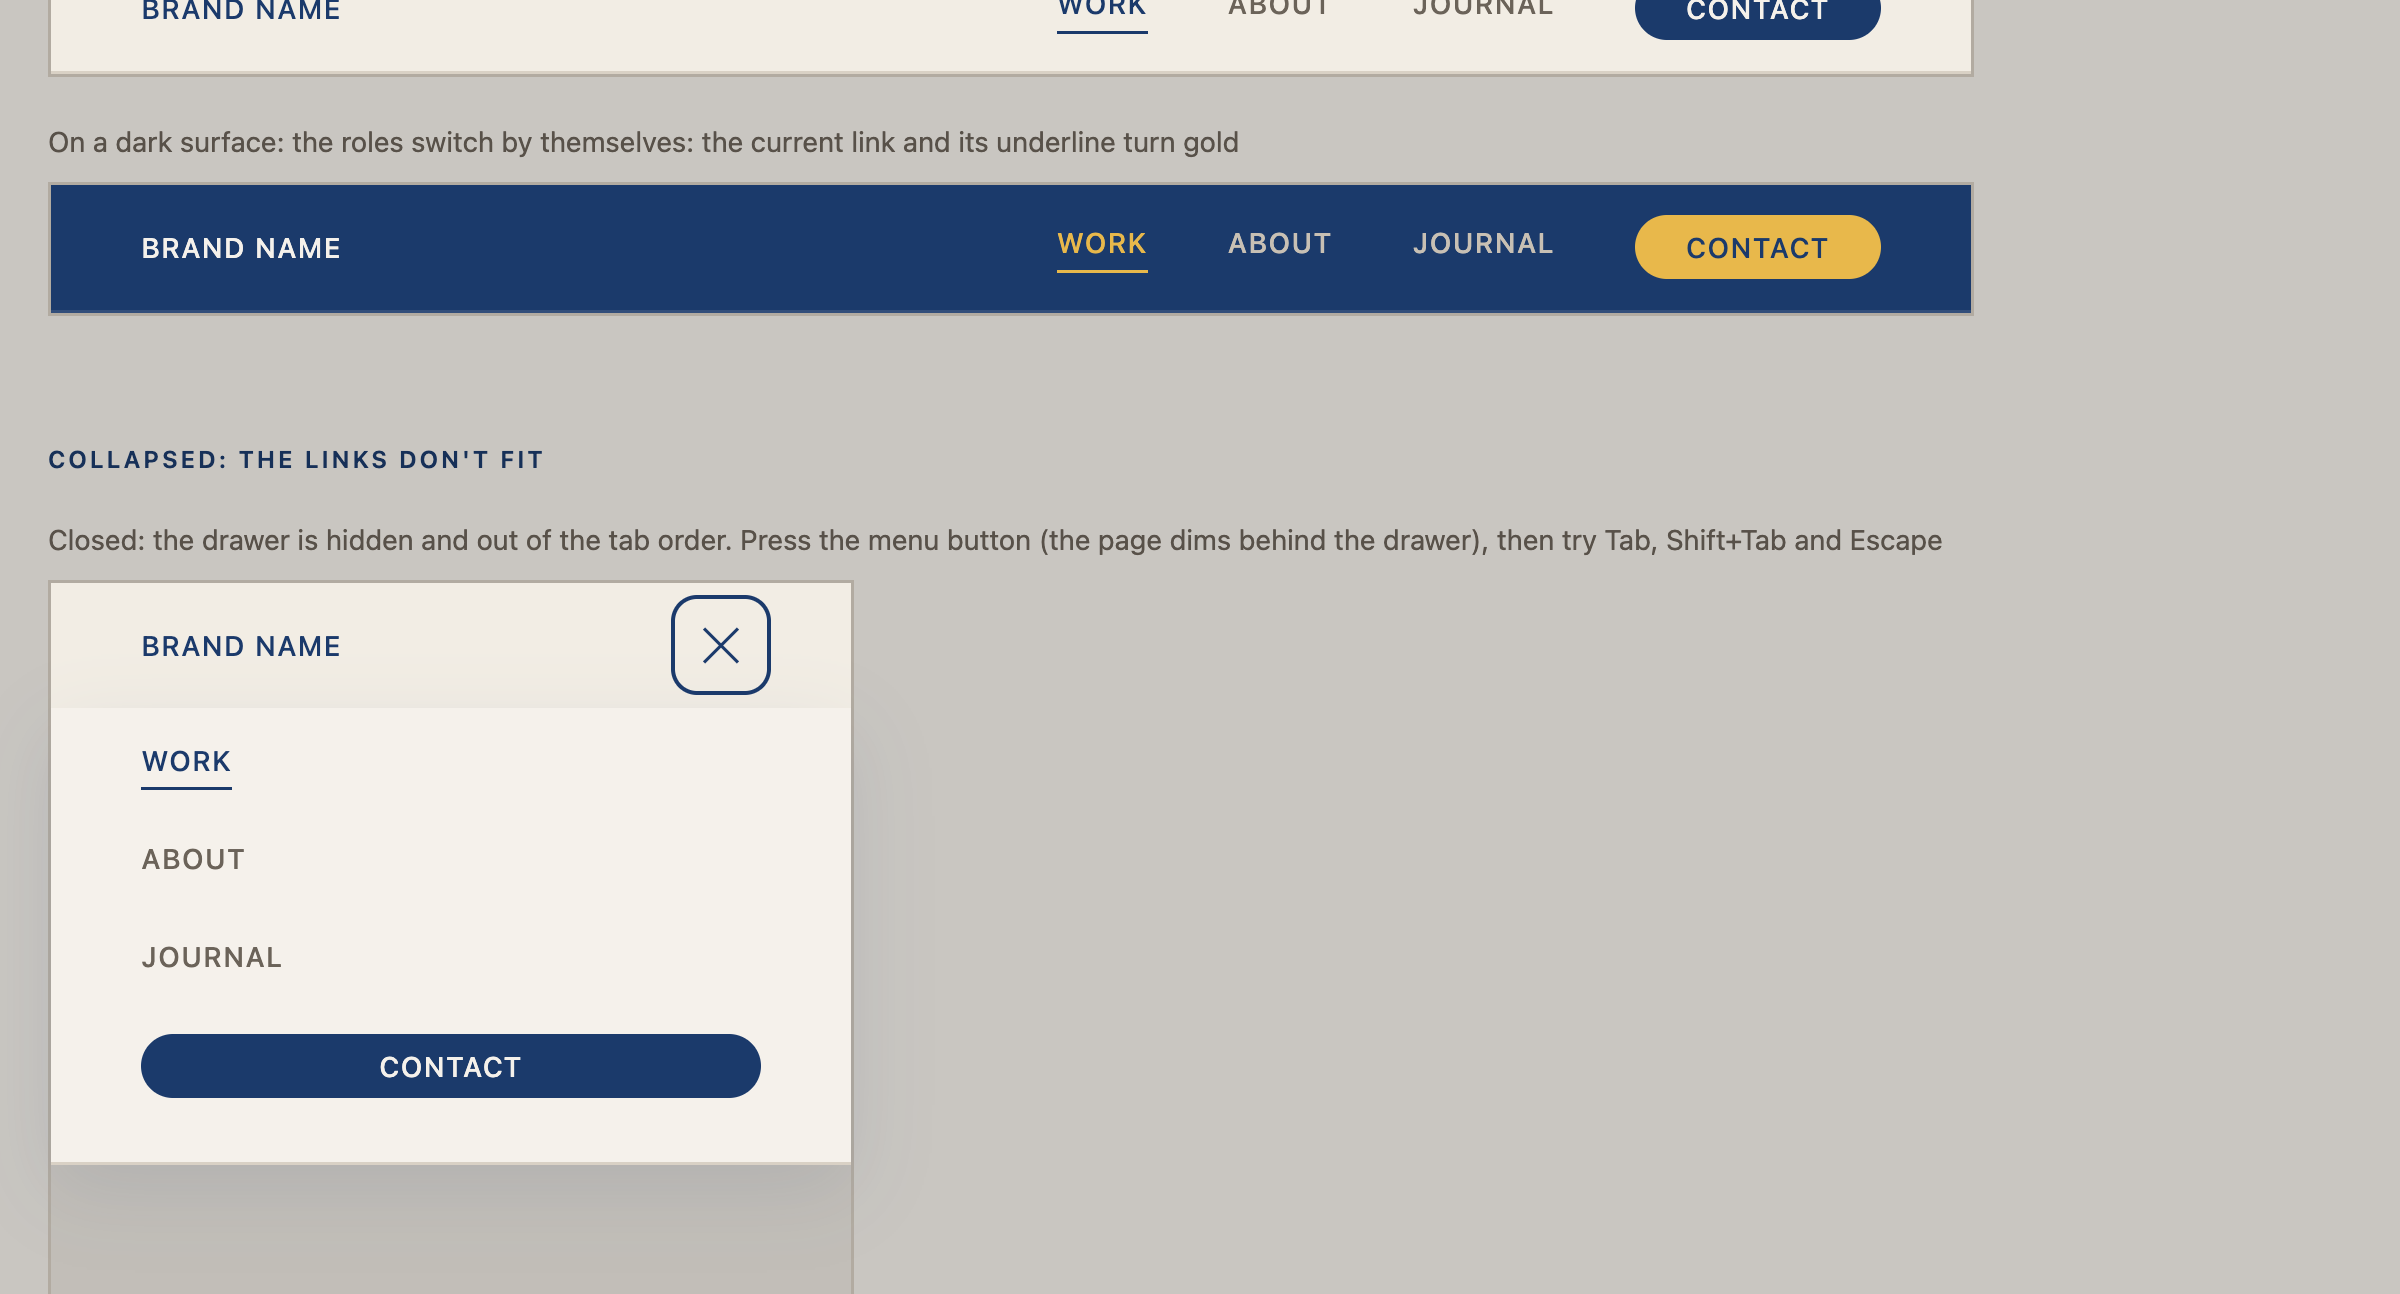 BRAND NAME WORK ABOUT JOURNAL CONTACT
On a dark surface: the roles switch by themselves: the current link and its underline turn gold
BRAND NAME WORK ABOUT JOURNAL CONTACT
COLLAPSED: THE LINKS DON'T FIT
Closed: the drawer is hidden and out of the tab order. Press the menu button (the page dims behind the drawer), then try Tab, Shift+Tab and Escape
BRAND NAME
WORK
ABOUT
JOURNAL
CONTACT